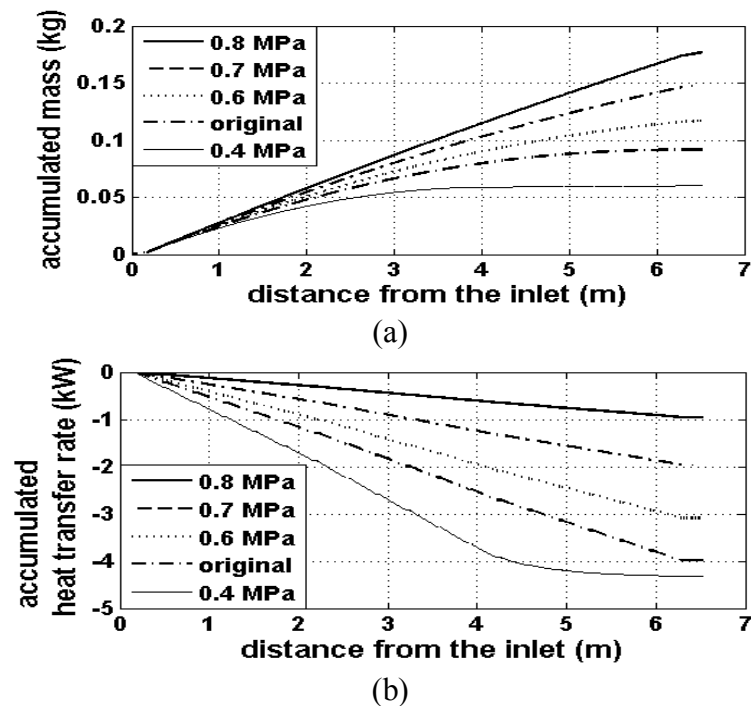 accumulated mass (kg)
0.2
0.15
0.1
0.05
0
0.8 MPa
0.7 MPa
0.6 MPa
original
0.4 MPa
0 1 2 3 4 5 6 7
distance from the inlet (m)
(a)
accumulated
heat transfer rate (kW)
0
-1
-2
-3
-4
-5
0.8 MPa
0.7 MPa
0.6 MPa
original
0.4 MPa
0 1 2 3 4 5 6 7
distance from the inlet (m)
(b)